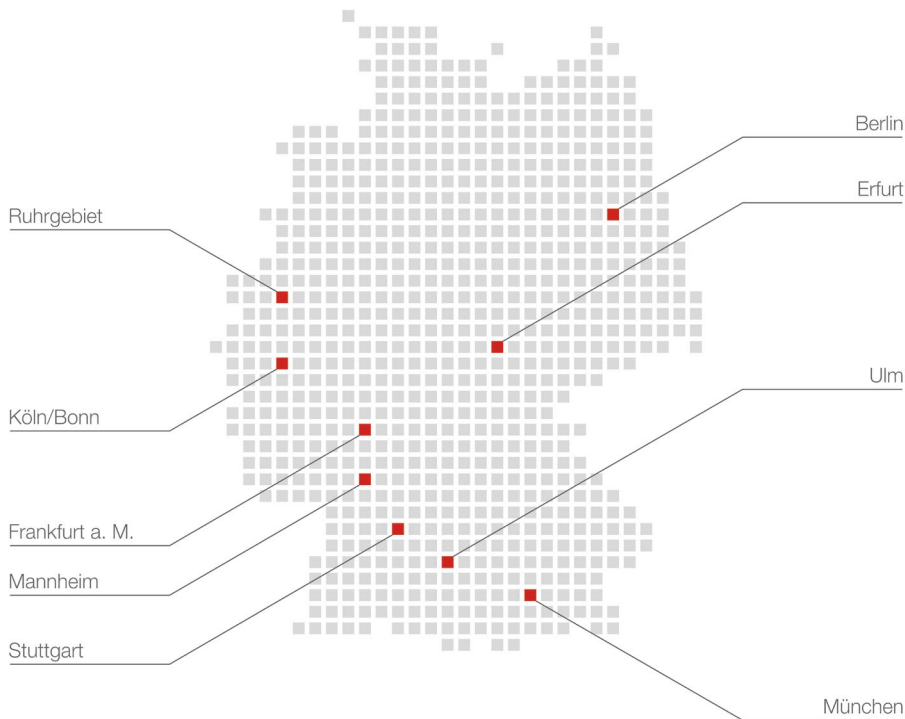 Berlin
Erfurt
Ruhrgebiet
Ulm
Köln/Bonn
Frankfurt a. M.
Mannheim
Stuttgart
München